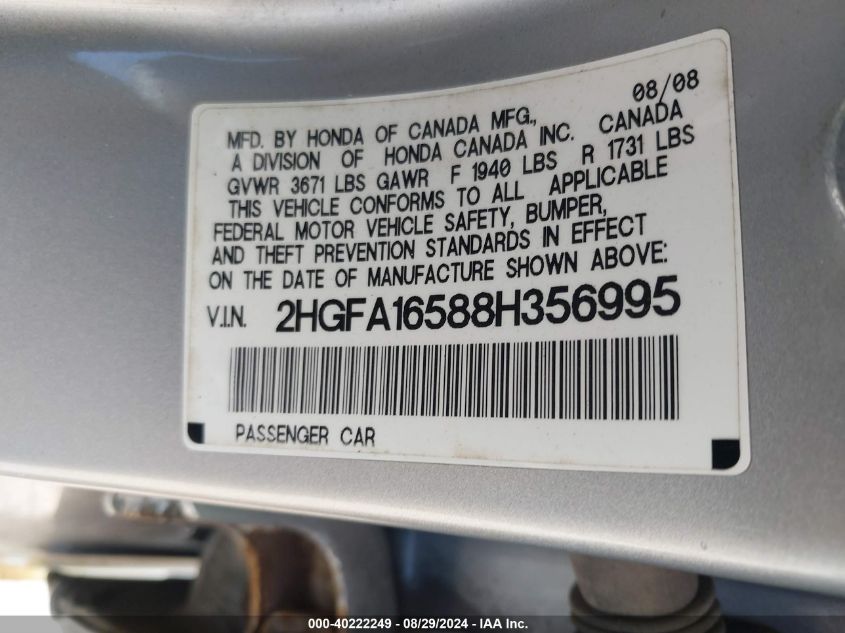 08/08
MFD. BY HONDA OF CANADA MFG.,
A DIVISION OF HONDA CANADA INC. CANADA
GVWR 3671 LBS GAWR F 1940 LBS R 1731 LBS
THIS VEHICLE CONFORMS TO ALL APPLICABLE
FEDERAL MOTOR VEHICLE SAFETY, BUMPER,
AND THEFT PREVENTION STANDARDS IN EFFECT
ON THE DATE OF MANUFACTURE SHOWN ABOVE:
V.I.N. 2HGFA16588H356995
PASSENGER CAR
000-40222249 - 08/29/2024 - IAA Inc.